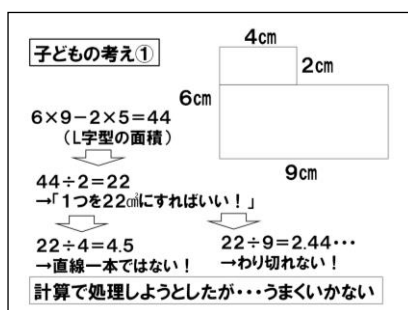 子どもの考え①
4cm
2cm
6cm
9cm
6×9−2×5=44
(L字型の面積)
44÷2=22
→「1つを22㎠にすればいい!」
22÷4=4.5
→直線一本ではない!
22÷9=2.44・・・
→わり切れない!
計算で処理しようとしたが・・・うまくいかない